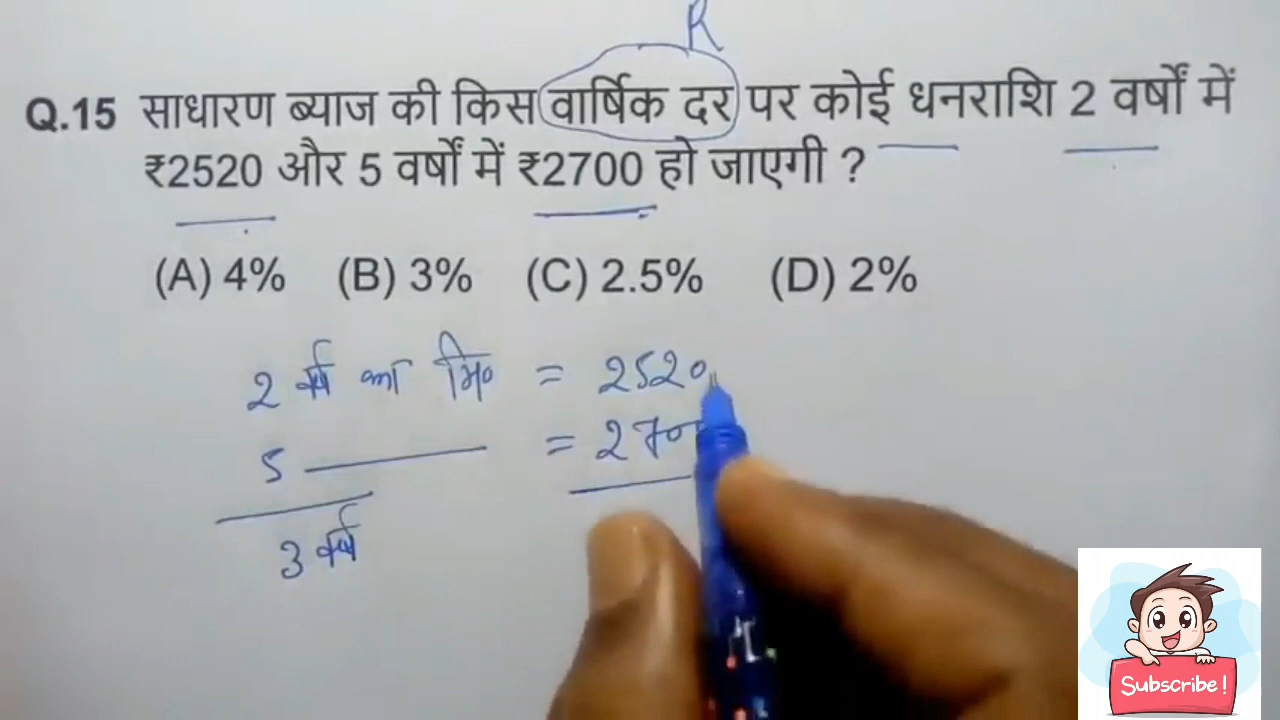 R
Q.15 साधारण ब्याज की किस वार्षिक दर पर कोई धनराशि 2 वर्षों में
₹2520 और 5 वर्षों में ₹2700 हो जाएगी ?
(A) 4% (B) 3% (C) 2.5% (D) 2%
2 वर्ष का मि० = 2520
5 = 270
3 वर्ष
Subscribe!